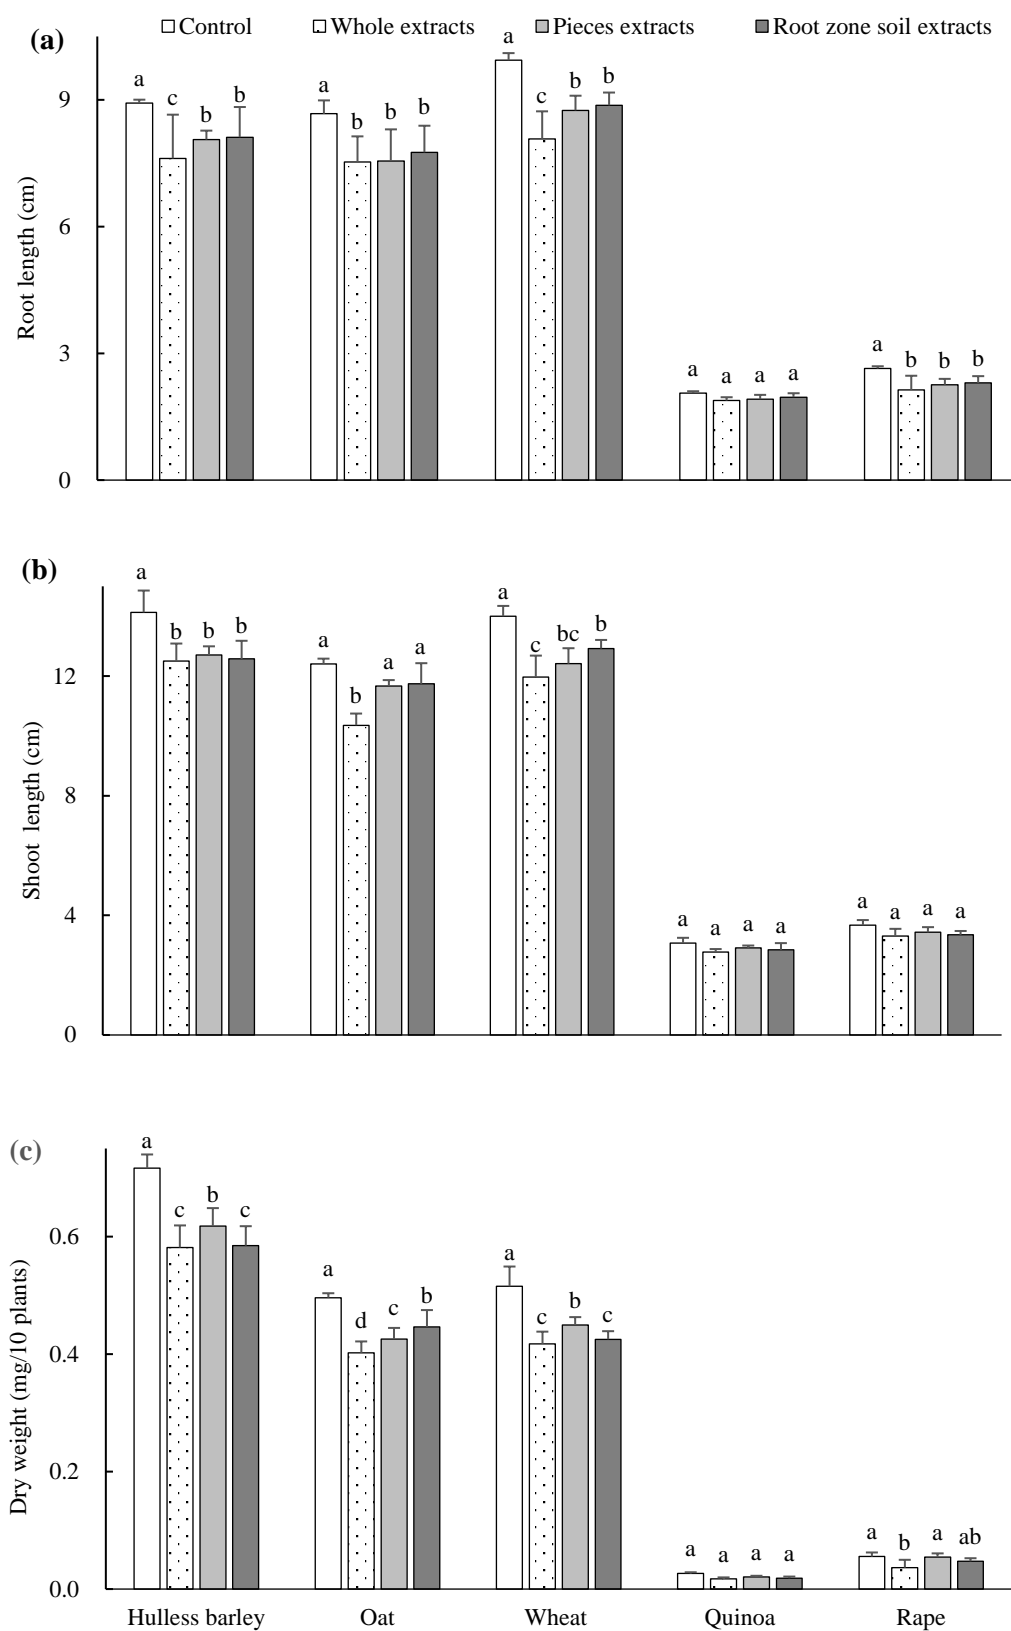 (a)
Control Whole extracts Pieces extracts Root zone soil extracts
a c b b a b b b a c b b a a a a a b b b
Root length (cm)
9
6
3
0
(b)
a b b b a b a a a c bc b a a a a a a a a
Shoot length (cm)
12
8
4
0
(c)
a c b c a d c b a c b c a a a a a b a ab
Dry weight (mg/10 plants)
0.6
0.4
0.2
0.0
Hulless barley Oat Wheat Quinoa Rape